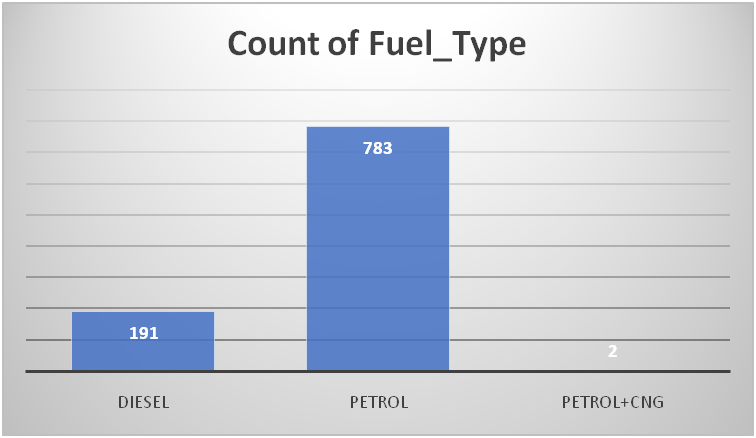 Count of Fuel_Type
783
191
2
DIESEL PETROL PETROL+CNG